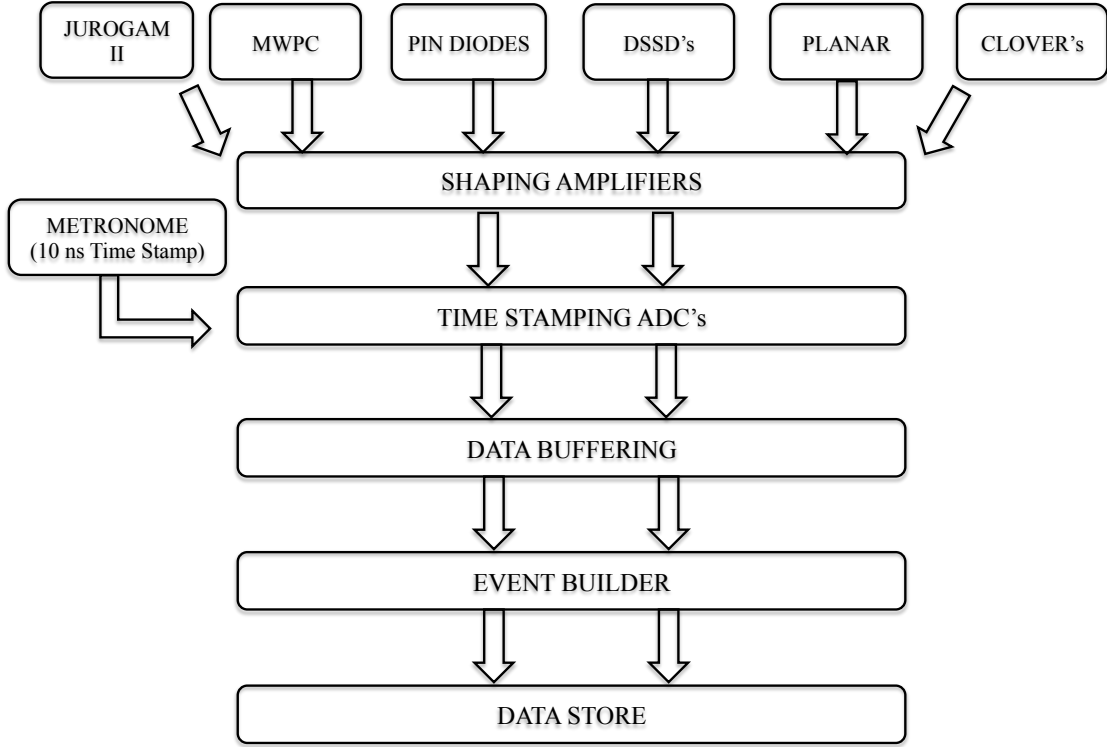 JUROGAM
II
MWPC
PIN DIODES
DSSD’s
PLANAR
CLOVER’s
SHAPING AMPLIFIERS
METRONOME
(10 ns Time Stamp)
TIME STAMPING ADC’s
DATA BUFFERING
EVENT BUILDER
DATA STORE